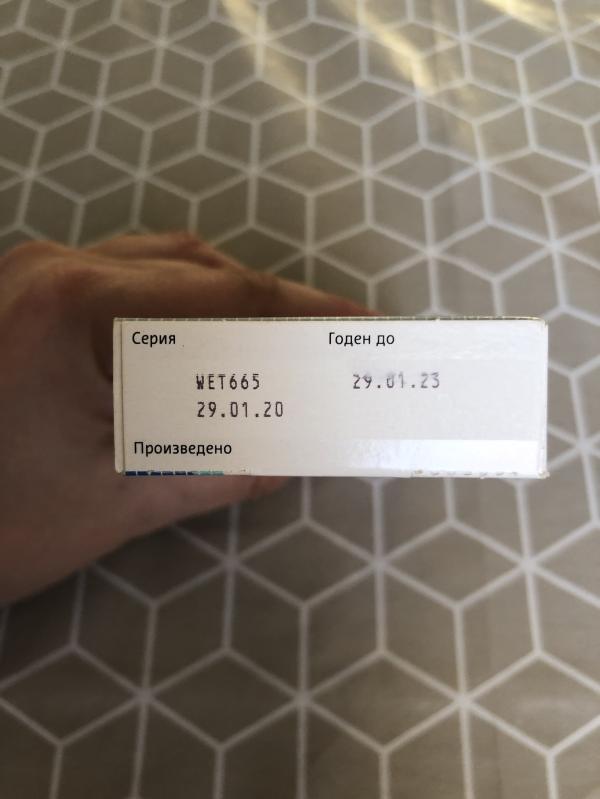 Серия Годен до
WET665 29.01.23
29.01.20
Произведено